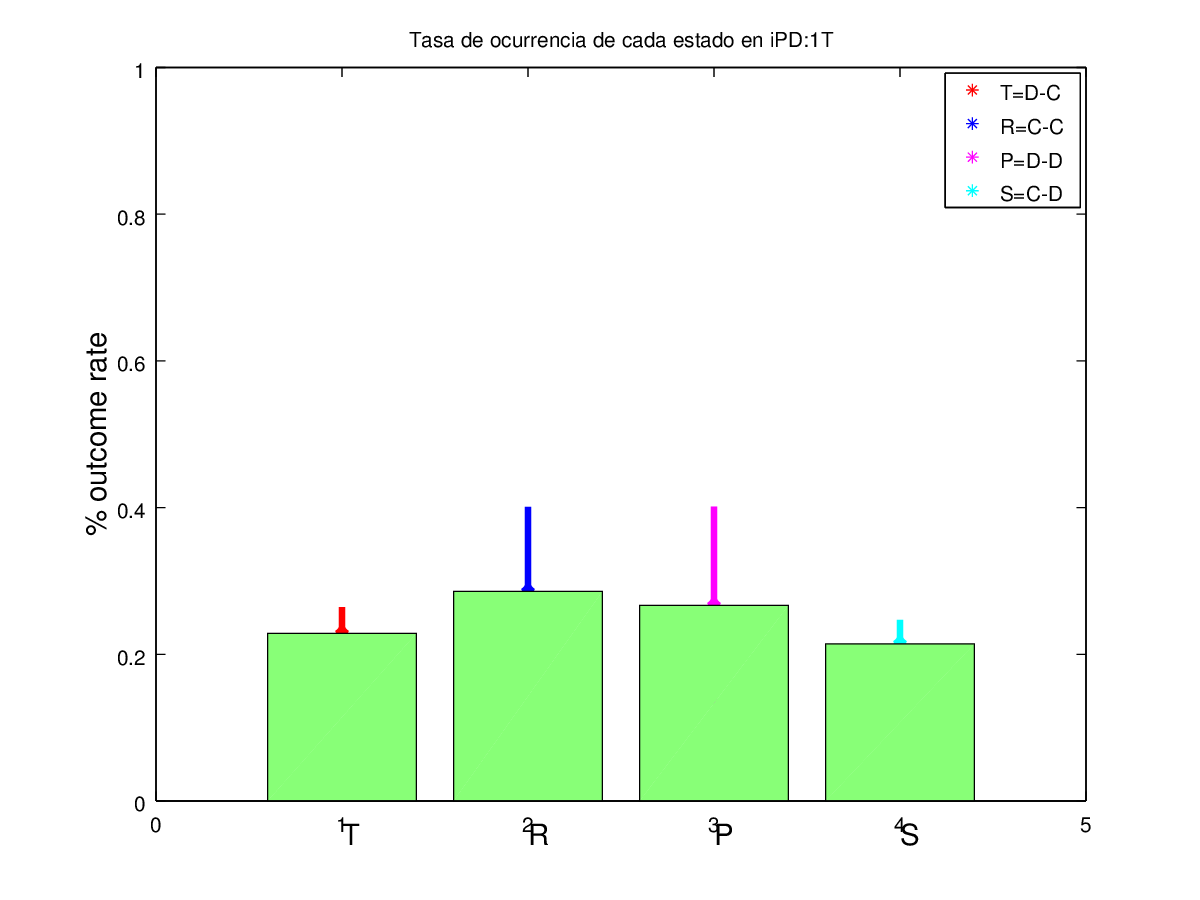 Tasa de ocurrencia de cada estado en iPD:1T
T=D-C
R=C-C
P=D-D
S=C-D
% outcome rate
1
0.8
0.6
0.4
0.2
0
0 1 2 3 4 5
T R P S